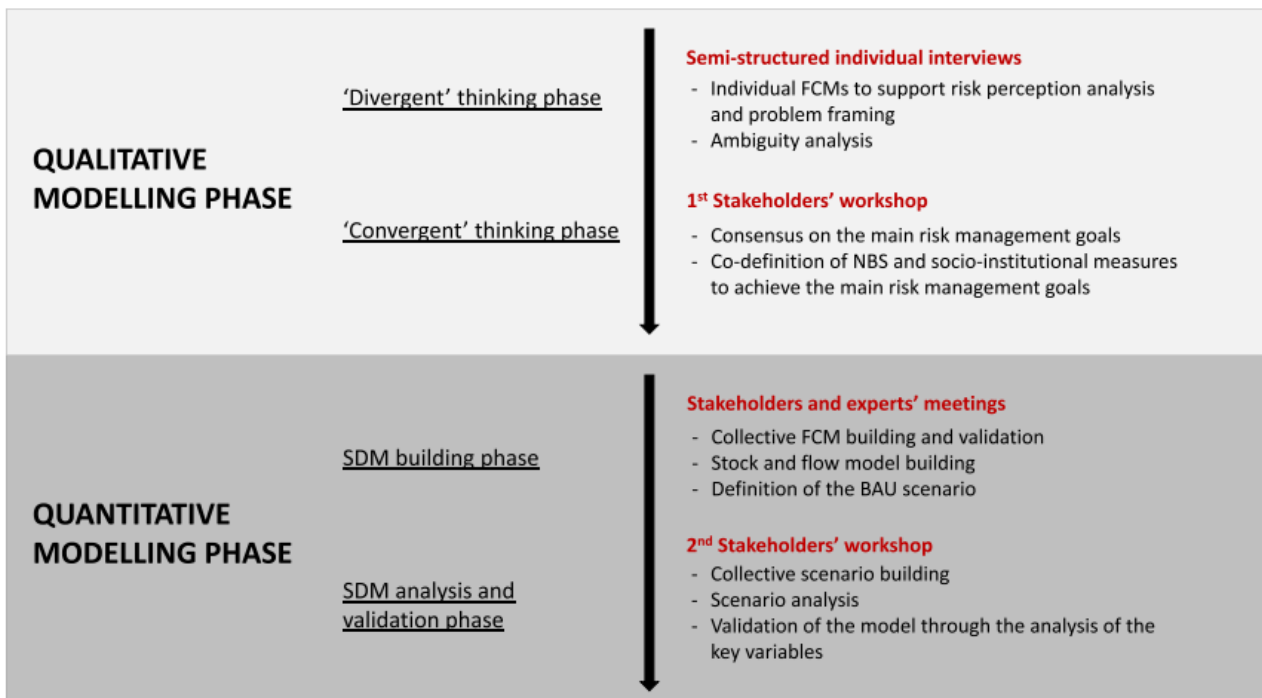 QUALITATIVE
MODELLING PHASE
‘Divergent’ thinking phase
Semi-structured individual interviews
- Individual FCMs to support risk perception analysis
and problem framing
- Ambiguity analysis
‘Convergent’ thinking phase
1st Stakeholders’ workshop
- Consensus on the main risk management goals
- Co-definition of NBS and socio-institutional measures
to achieve the main risk management goals
QUANTITATIVE
MODELLING PHASE
SDM building phase
Stakeholders and experts’ meetings
- Collective FCM building and validation
- Stock and flow model building
- Definition of the BAU scenario
SDM analysis and
validation phase
2nd Stakeholders’ workshop
- Collective scenario building
- Scenario analysis
- Validation of the model through the analysis of the
key variables